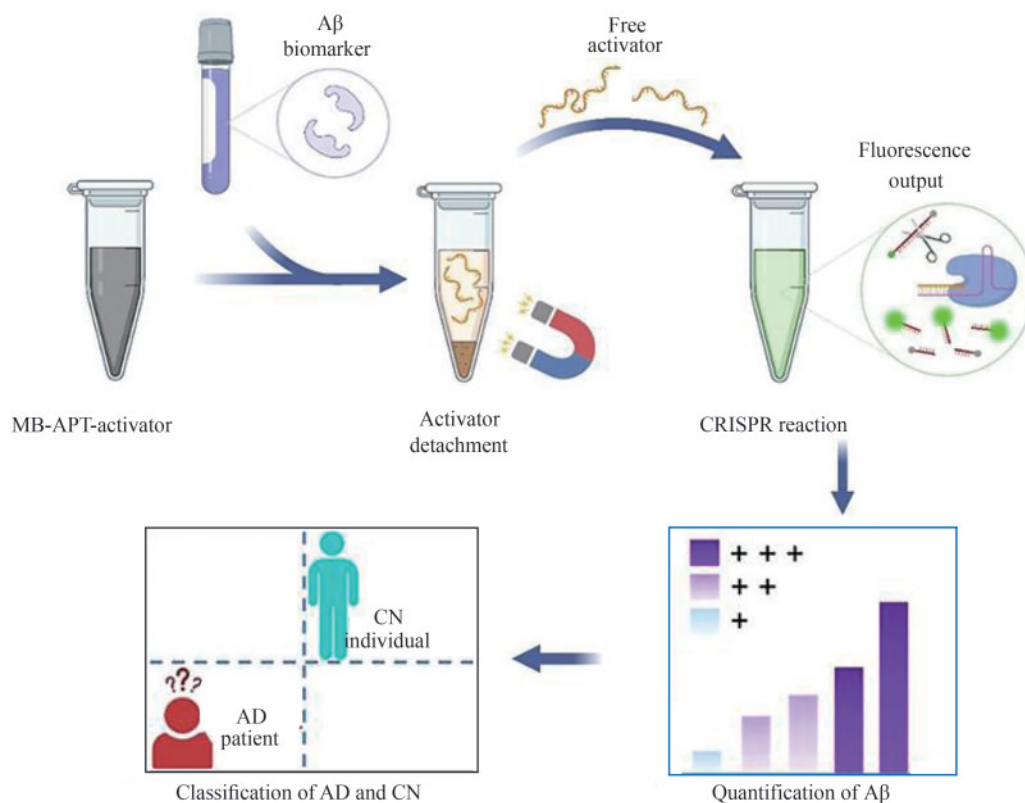 Aβ
biomarker
Free
activator
Fluorescence
output
MB-APT-activator
Activator
detachment
CRISPR reaction
+ + +
+ +
+
CN
individual
???
AD
patient
Classification of AD and CN
Quantification of Aβ